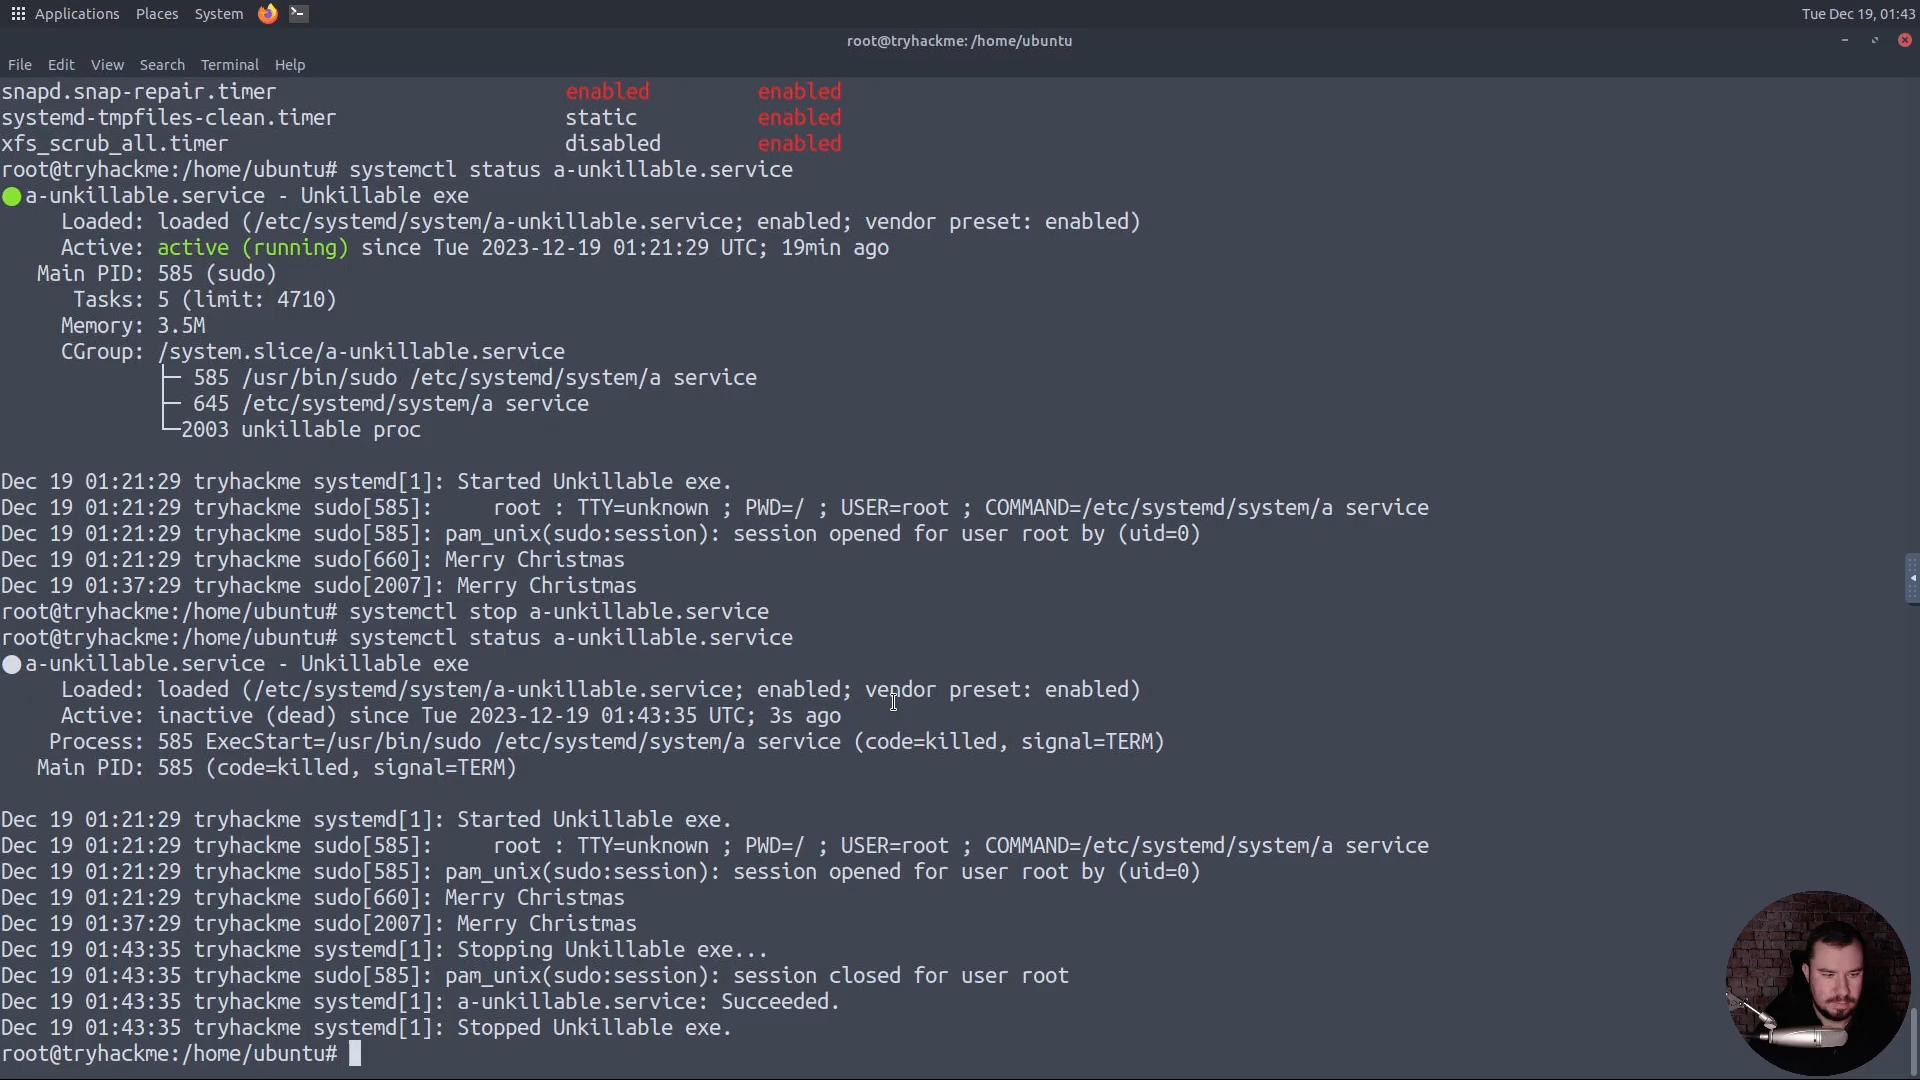 Applications Places System Tue Dec 19, 01:43
root@tryhackme: /home/ubuntu
File Edit View Search Terminal Help
snapd.snap-repair.timer enabled enabled
systemd-tmpfiles-clean.timer static enabled
xfs_scrub_all.timer disabled enabled
root@tryhackme:/home/ubuntu# systemctl status a-unkillable.service
a-unkillable.service - Unkillable exe
Loaded: loaded (/etc/systemd/system/a-unkillable.service; enabled; vendor preset: enabled)
Active: active (running) since Tue 2023-12-19 01:21:29 UTC; 19min ago
Main PID: 585 (sudo)
Tasks: 5 (limit: 4710)
Memory: 3.5M
CGroup: /system.slice/a-unkillable.service
├─ 585 /usr/bin/sudo /etc/systemd/system/a service
├─ 645 /etc/systemd/system/a service
└─2003 unkillable proc
Dec 19 01:21:29 tryhackme systemd[1]: Started Unkillable exe.
Dec 19 01:21:29 tryhackme sudo[585]: root : TTY=unknown ; PWD=/ ; USER=root ; COMMAND=/etc/systemd/system/a service
Dec 19 01:21:29 tryhackme sudo[585]: pam_unix(sudo:session): session opened for user root by (uid=0)
Dec 19 01:21:29 tryhackme sudo[660]: Merry Christmas
Dec 19 01:37:29 tryhackme sudo[2007]: Merry Christmas
root@tryhackme:/home/ubuntu# systemctl stop a-unkillable.service
root@tryhackme:/home/ubuntu# systemctl status a-unkillable.service
a-unkillable.service - Unkillable exe
Loaded: loaded (/etc/systemd/system/a-unkillable.service; enabled; vendor preset: enabled)
Active: inactive (dead) since Tue 2023-12-19 01:43:35 UTC; 3s ago
Process: 585 ExecStart=/usr/bin/sudo /etc/systemd/system/a service (code=killed, signal=TERM)
Main PID: 585 (code=killed, signal=TERM)
Dec 19 01:21:29 tryhackme systemd[1]: Started Unkillable exe.
Dec 19 01:21:29 tryhackme sudo[585]: root : TTY=unknown ; PWD=/ ; USER=root ; COMMAND=/etc/systemd/system/a service
Dec 19 01:21:29 tryhackme sudo[585]: pam_unix(sudo:session): session opened for user root by (uid=0)
Dec 19 01:21:29 tryhackme sudo[660]: Merry Christmas
Dec 19 01:37:29 tryhackme sudo[2007]: Merry Christmas
Dec 19 01:43:35 tryhackme systemd[1]: Stopping Unkillable exe...
Dec 19 01:43:35 tryhackme sudo[585]: pam_unix(sudo:session): session closed for user root
Dec 19 01:43:35 tryhackme systemd[1]: a-unkillable.service: Succeeded.
Dec 19 01:43:35 tryhackme systemd[1]: Stopped Unkillable exe.
root@tryhackme:/home/ubuntu#